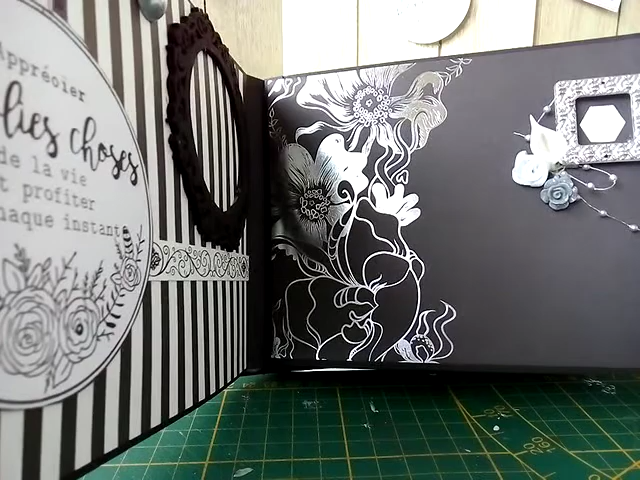 Apprécier
lies choses
de la vie
t profiter
haque instant